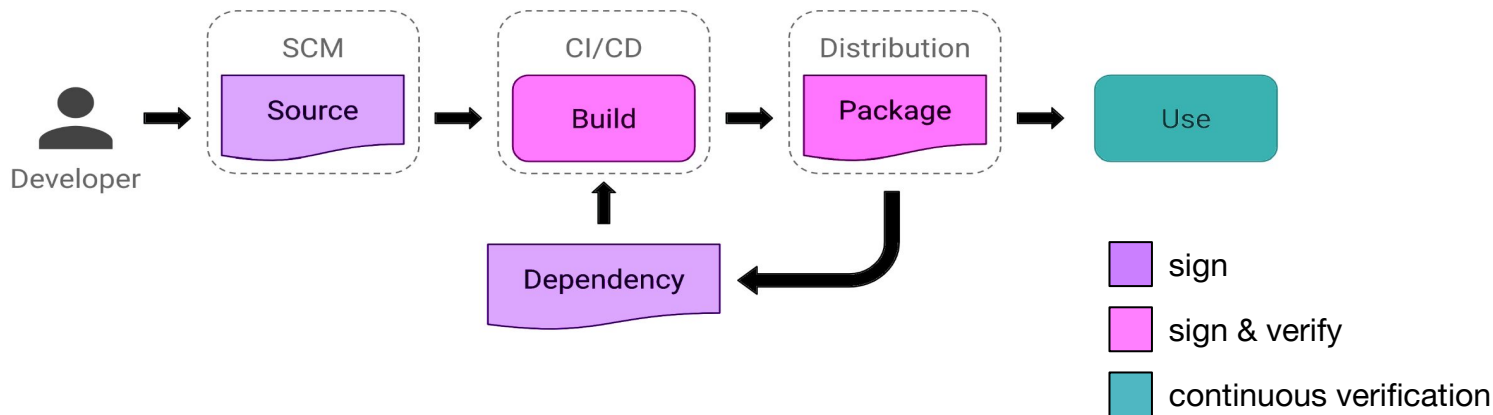 SCM
CI/CD
Distribution
Source
Build
Package
Use
Developer
Dependency
sign
sign & verify
continuous verification